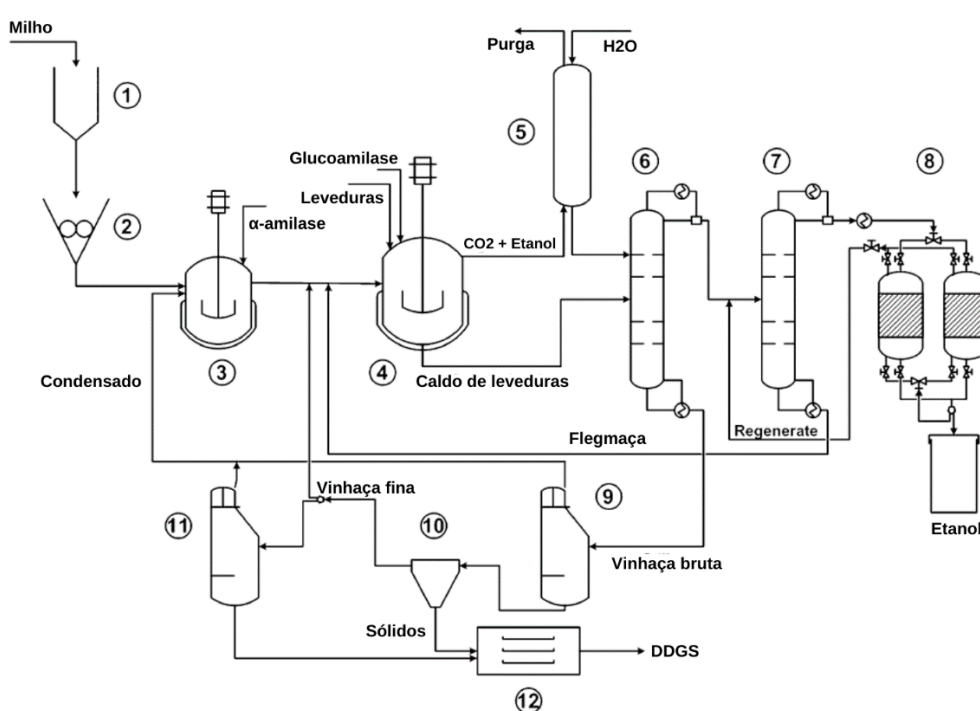 Milho
Purga
H2O
1
5
6
7
8
Glucoamilase
Leveduras
2
α-amilase
CO2 + Etanol
3
4
Caldo de leveduras
Condensado
Flegmaça
Regenerate
Vinhaça fina
9
11
10
Etanol
Vinhaça bruta
Sólidos
DDGS
12